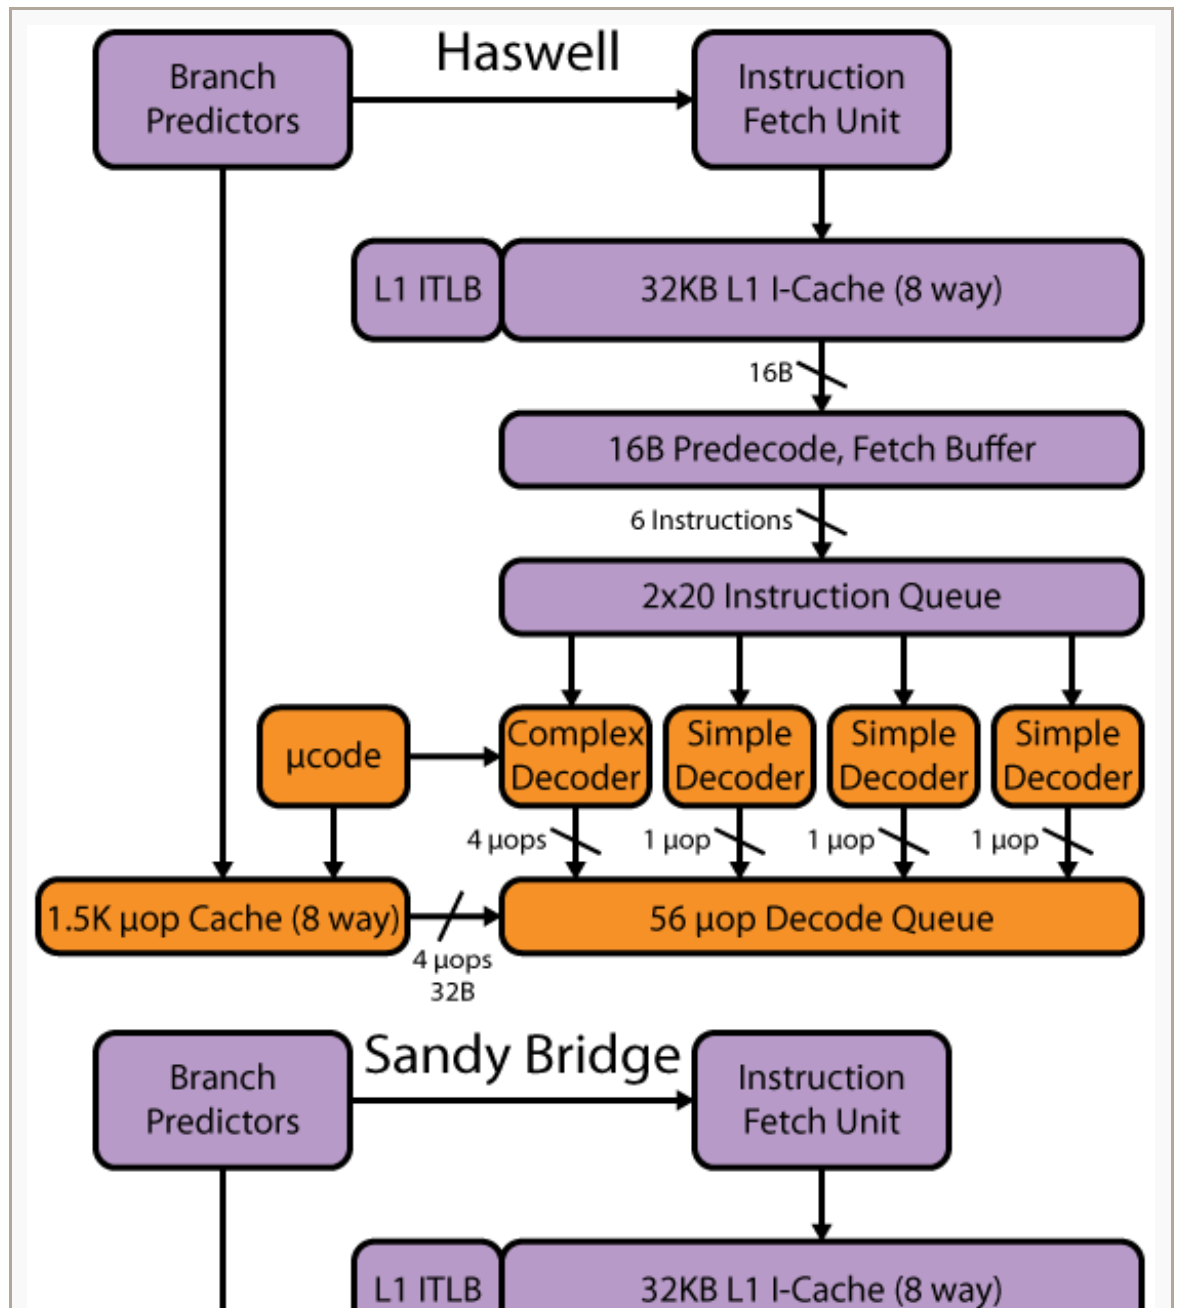 Haswell
Branch
Predictors
Instruction
Fetch Unit
L1 ITLB
32KB L1 I-Cache (8 way)
16B
16B Predecode, Fetch Buffer
6 Instructions
2x20 Instruction Queue
µcode
Complex
Decoder
Simple
Decoder
Simple
Decoder
Simple
Decoder
4 µops
1 µop
1 µop
1 µop
1.5K µop Cache (8 way)
4 µops
32B
56 µop Decode Queue
Sandy Bridge
Branch
Predictors
Instruction
Fetch Unit
L1 ITLB
32KB L1 I-Cache (8 way)